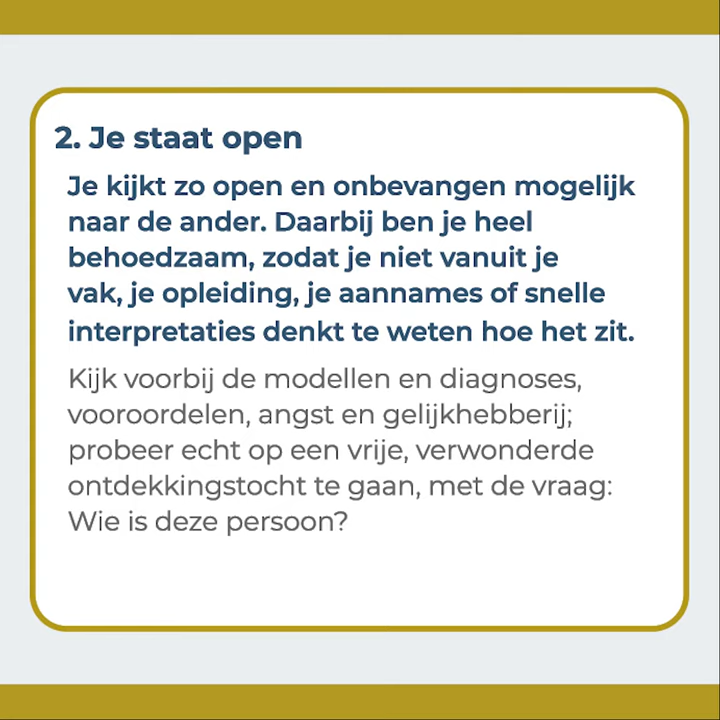 2. Je staat open
Je kijkt zo open en onbevangen mogelijk
naar de ander. Daarbij ben je heel
behoedzaam, zodat je niet vanuit je
vak, je opleiding, je aannames of snelle
interpretaties denkt te weten hoe het zit.
Kijk voorbij de modellen en diagnoses,
vooroordelen, angst en gelijkhebberij;
probeer echt op een vrije, verwonderde
ontdekkingstocht te gaan, met de vraag:
Wie is deze persoon?